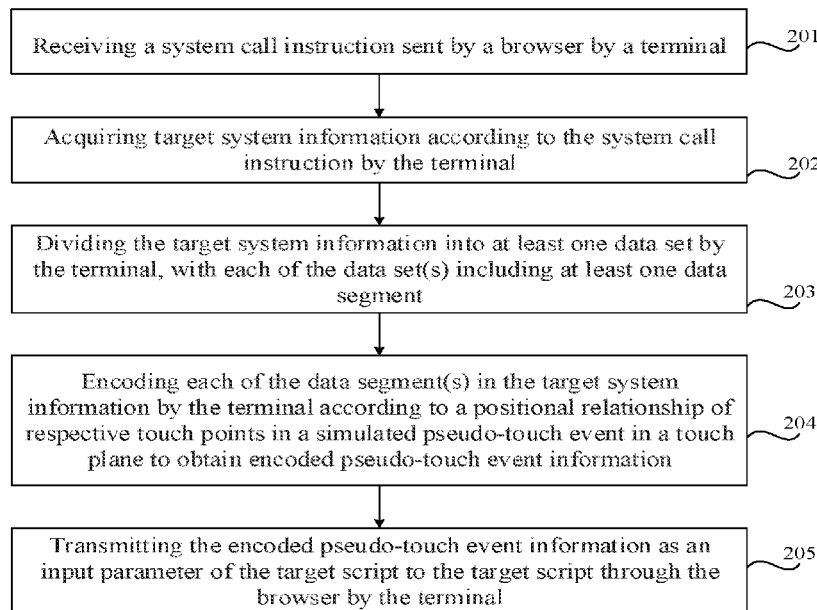 Receiving a system call instruction sent by a browser by a terminal
201
Acquiring target system information according to the system call
instruction by the terminal
202
Dividing the target system information into at least one data set by
the terminal, with each of the data set(s) including at least one data
segment
203
Encoding each of the data segment(s) in the target system
information by the terminal according to a positional relationship of
respective touch points in a simulated pseudo-touch event in a touch
plane to obtain encoded pseudo-touch event information
204
Transmitting the encoded pseudo-touch event information as an
input parameter of the target script to the target script through the
browser by the terminal
205